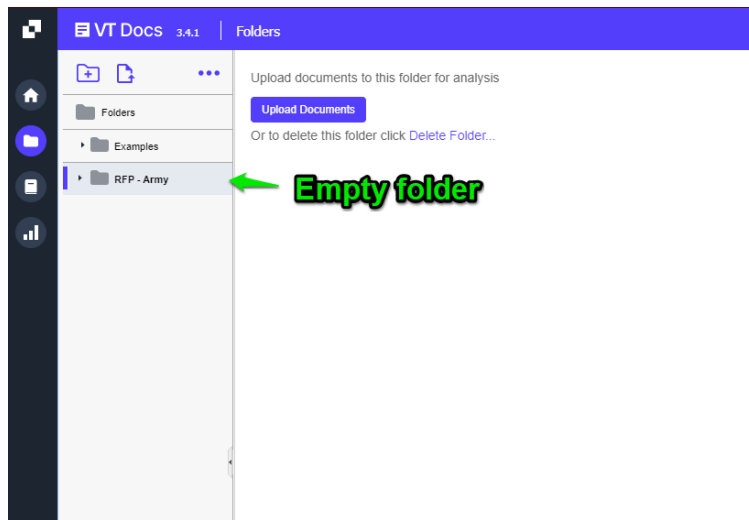 VT Docs 3.4.1 Folders
Upload documents to this folder for analysis
Folders
Upload Documents
Or to delete this folder click Delete Folder...
Examples
RFP - Army
Empty folder